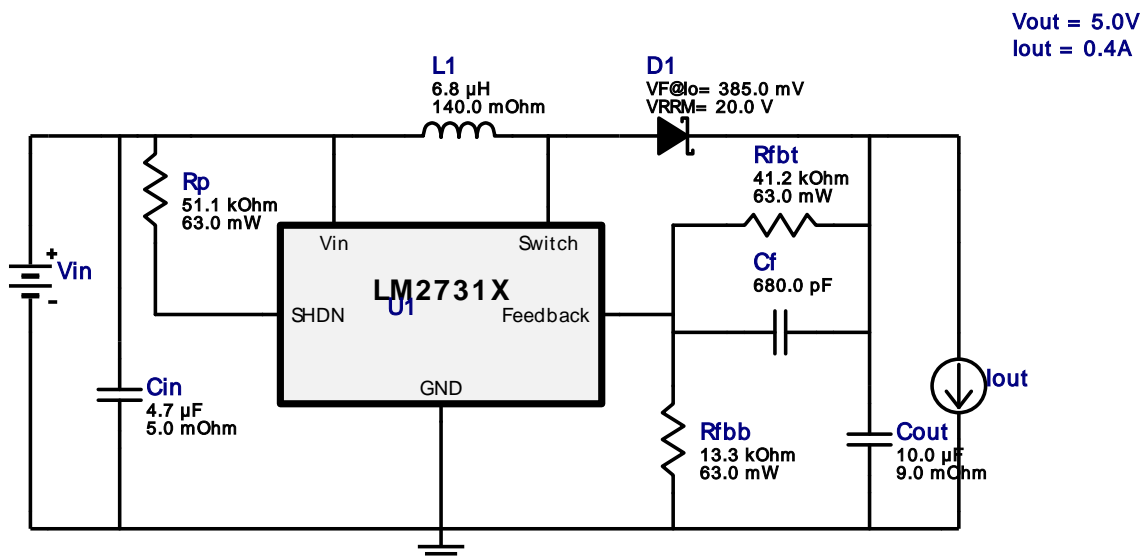 Vout = 5.0V
Iout = 0.4A
L1
6.8 µH
140.0 mOhm
D1
VF@Io= 385.0 mV
VRRM= 20.0 V
Rfbt
41.2 kOhm
63.0 mW
Rp
51.1 kOhm
63.0 mW
Vin
Switch
Cf
680.0 pF
+
Vin
-
LM2731X
U1
SHDN
Feedback
GND
Iout
Cin
4.7 µF
5.0 mOhm
Rfbb
13.3 kOhm
63.0 mW
Cout
10.0 µF
9.0 mOhm